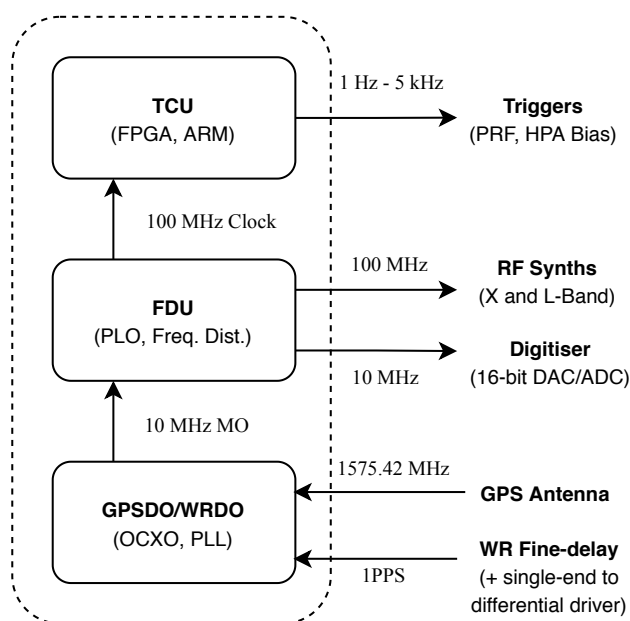 1 Hz - 5 kHz
TCU
(FPGA, ARM)
Triggers
(PRF, HPA Bias)
100 MHz Clock
100 MHz
RF Synths
(X and L-Band)
FDU
(PLO, Freq. Dist.)
Digitiser
(16-bit DAC/ADC)
10 MHz
10 MHz MO
1575.42 MHz
GPS Antenna
GPSDO/WRDO
(OCXO, PLL)
1PPS
WR Fine-delay
(+ single-end to
differential driver)